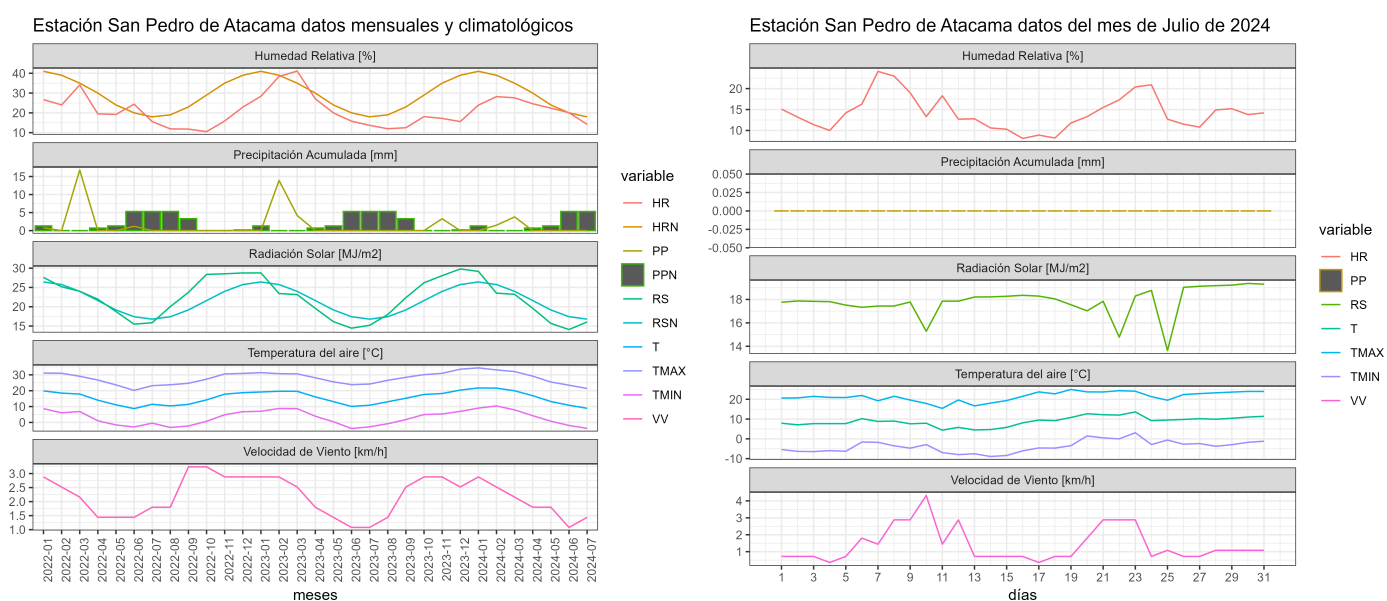 Estación San Pedro de Atacama datos mensuales y climatológicos
Humedad Relativa [%]
40
30
20
10
Precipitación Acumulada [mm]
15
10
5
0
Radiación Solar [MJ/m2]
30
25
20
15
Temperatura del aire [°C]
30
20
10
0
Velocidad de Viento [km/h]
3.0
2.5
2.0
1.5
1.0
2022-01
2022-02
2022-03
2022-04
2022-05
2022-06
2022-07
2022-08
2022-09
2022-10
2022-11
2022-12
2023-01
2023-02
2023-03
2023-04
2023-05
2023-06
2023-07
2023-08
2023-09
2023-10
2023-11
2023-12
2024-01
2024-02
2024-03
2024-04
2024-05
2024-06
2024-07
meses
variable
HR
HRN
PP
PPN
RS
RSN
T
TMAX
TMIN
VV
Estación San Pedro de Atacama datos del mes de Julio de 2024
Humedad Relativa [%]
20
15
10
Precipitación Acumulada [mm]
0.050
0.025
0.000
-0.025
-0.050
Radiación Solar [MJ/m2]
18
16
14
Temperatura del aire [°C]
20
10
0
-10
Velocidad de Viento [km/h]
4
3
2
1
1 3 5 7 9 11 13 15 17 19 21 23 25 27 29 31
días
variable
HR
PP
RS
T
TMAX
TMIN
VV